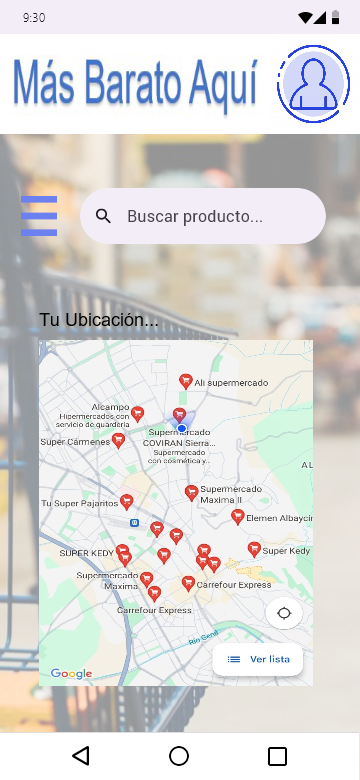 9:30
Más Barato Aquí
Buscar producto...
Tu Ubicación...
Ali supermercado
Alcampo
Hipermercados con
servicio de guardería
Supermercado
COVIRAN Sierra...
Supermercado
con cosmética y...
Super Cármenes
AL
Supermercado
Maxima II
Tu Super Pajaritos
Elemen Albaycín
SUPER KEDY
Super Kedy
Supermercado
Maxima
Carrefour Express
Carrefour Express
Río Genil
Ver lista
Google